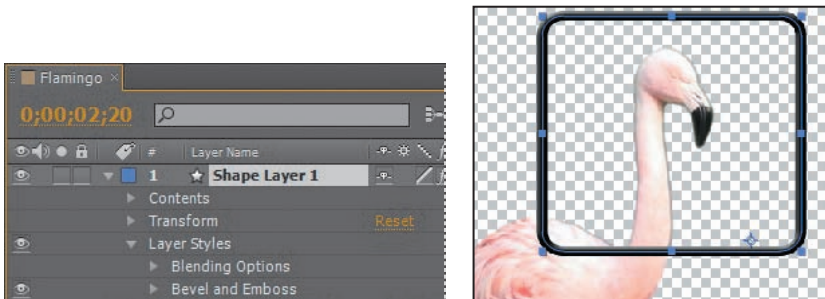 Flamingo ×
0;00;02;20
# Layer Name
1 Shape Layer 1
Contents
Transform Reset
Layer Styles
Blending Options
Bevel and Emboss